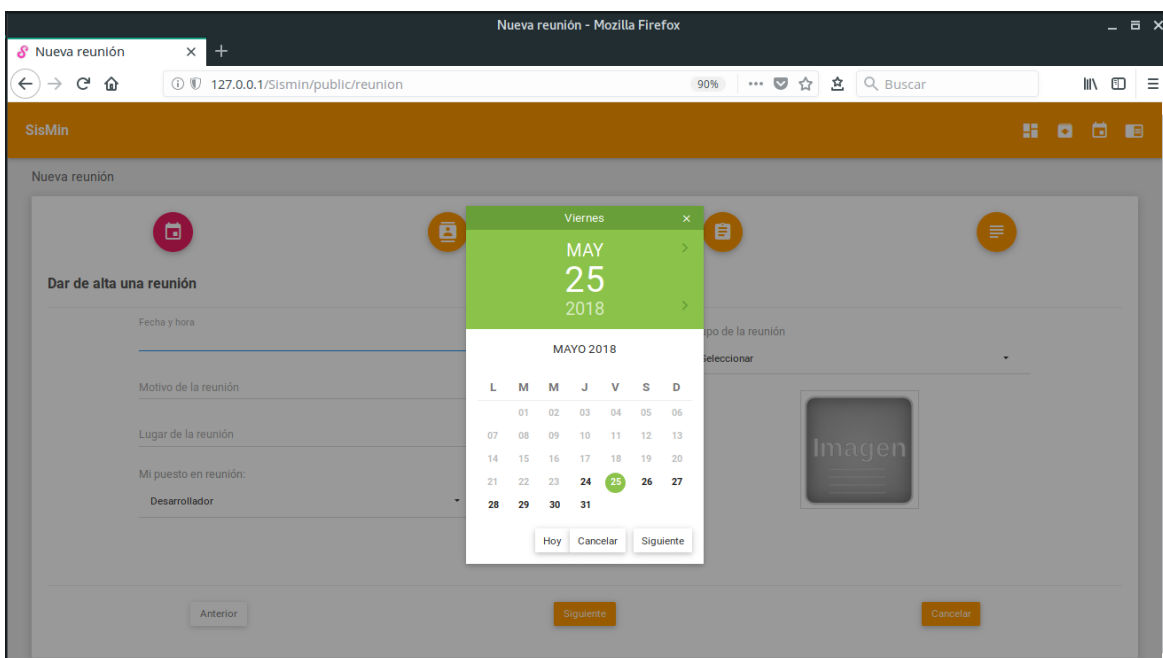 Nueva reunión - Mozilla Firefox
Nueva reunión
127.0.0.1/Sismin/public/reunion
90%
Buscar
SisMin
Nueva reunión
Dar de alta una reunión
Fecha y hora
Motivo de la reunión
Lugar de la reunión
Mi puesto en reunión:
Desarrollador
Viernes
MAY
25
2018
MAYO 2018
L M M J V S D
01 02 03 04 05 06
07 08 09 10 11 12 13
14 15 16 17 18 19 20
21 22 23 24 25 26 27
28 29 30 31
Hoy Cancelar Siguiente
ipo de la reunión
Seleccionar
Imagen
Anterior Siguiente Cancelar